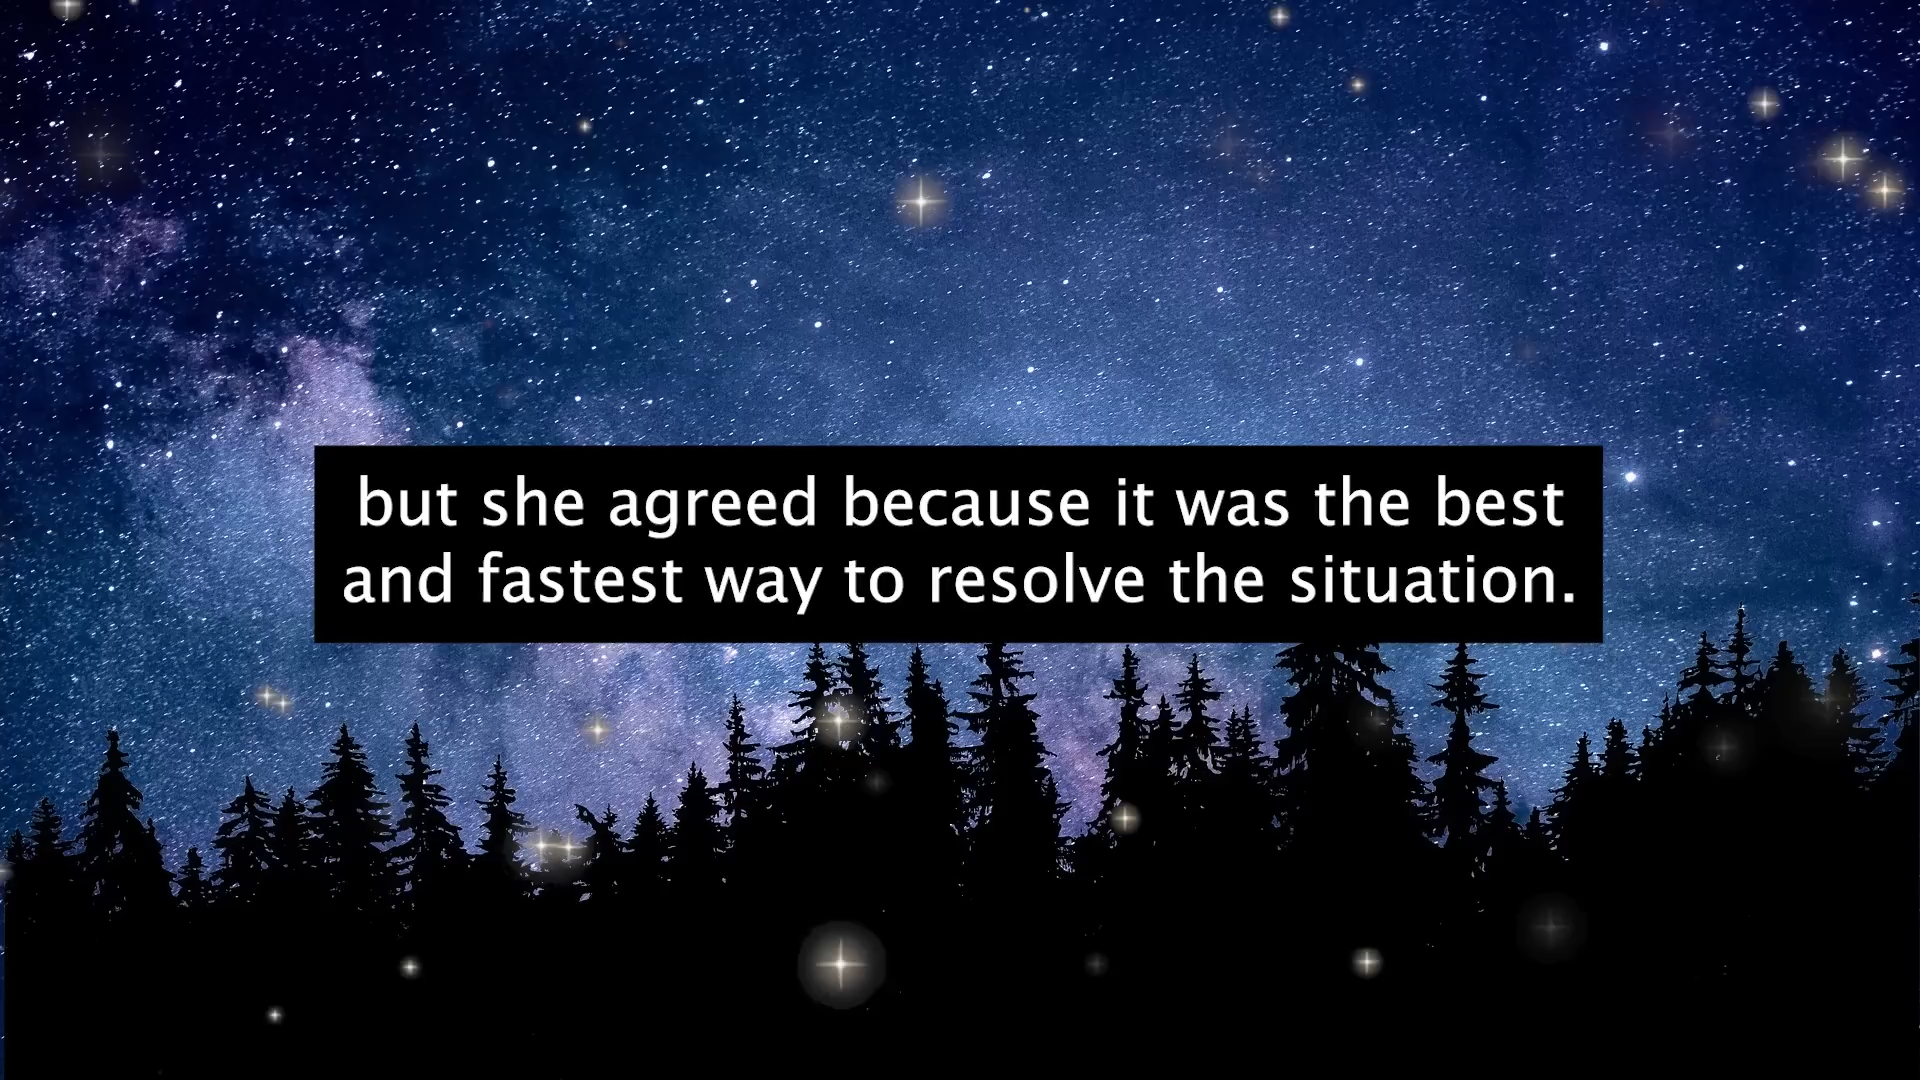 but she agreed because it was the best
and fastest way to resolve the situation.